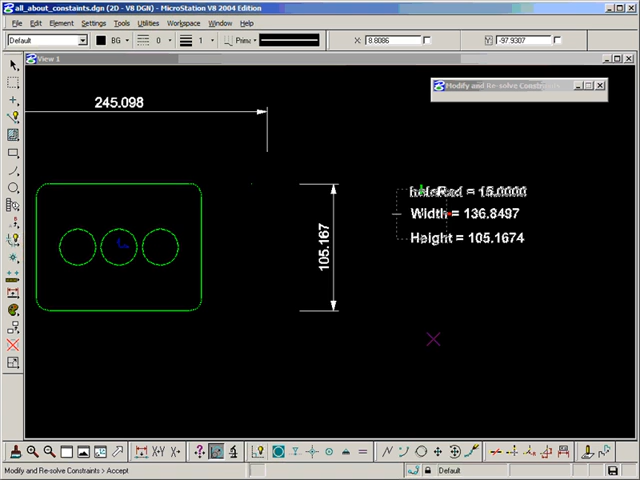 all_about_constaints.dgn (2D - V8 DGN) - MicroStation V8 2004 Edition
File Edit Element Settings Tools Utilities Workspace Window Help
Default BG 0 1 Prima X: 8.8086 Y: -97.9307
View 1
Modify and Re-solve Constraints
245.098
holeRad = 15.0000
Width = 136.8497
105.167
Height = 105.1674
Modify and Re-solve Constraints > Accept
Default